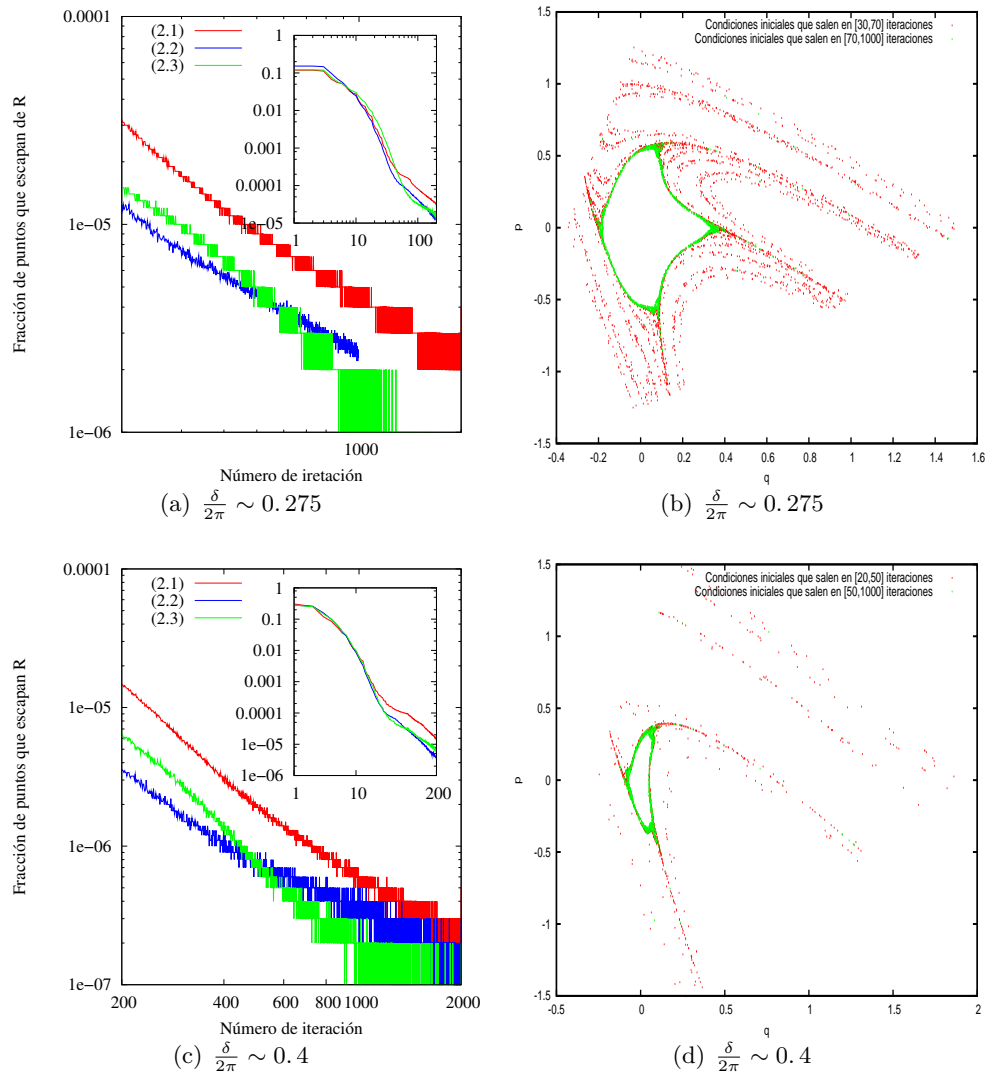 0.0001
1e-05
1e-06
Fracción de puntos que escapan de R
(2.1)
(2.2)
(2.3)
1
0.1
0.01
0.001
0.0001
1e-05
1
10
100
1000
Número de iretación
(a) δ/2π ∼ 0.275
1.5
1
0.5
0
-0.5
-1
-1.5
p
Condiciones iniciales que salen en [30,70] iteraciones
Condiciones iniciales que salen en [70,1000] iteraciones
-0.4 -0.2 0 0.2 0.4 0.6 0.8 1 1.2 1.4 1.6
q
(b) δ/2π ∼ 0.275
0.0001
1e-05
1e-06
1e-07
Fracción de puntos que escapan R
(2.1)
(2.2)
(2.3)
1
0.1
0.01
0.001
0.0001
1e-05
1e-06
1
10
200
200 400 600 800 1000 2000
Número de iteración
(c) δ/2π ∼ 0.4
1.5
1
0.5
0
-0.5
-1
-1.5
p
Condiciones iniciales que salen en [20,50] iteraciones
Condiciones iniciales que salen en [50,1000] iteraciones
0 0.5 1 1.5 2
q
(d) δ/2π ∼ 0.4